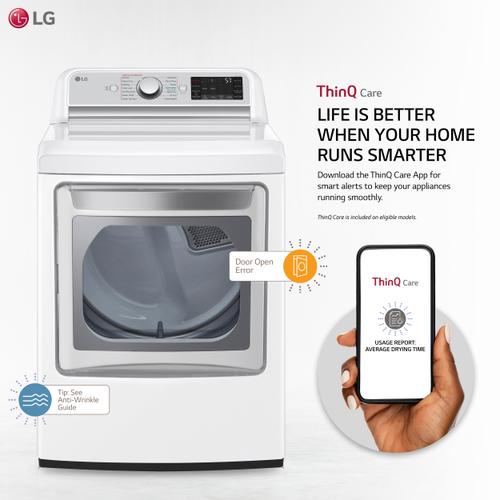 LG
LG
53
ThinQ Care
LIFE IS BETTER
WHEN YOUR HOME
RUNS SMARTER
Download the ThinQ Care App for
smart alerts to keep your appliances
running smoothly.
ThinQ Care is included on eligible models.
Door Open
Error
ThinQ Care
USAGE REPORT:
AVERAGE DRYING TIME
Tip: See
Anti-Wrinkle
Guide